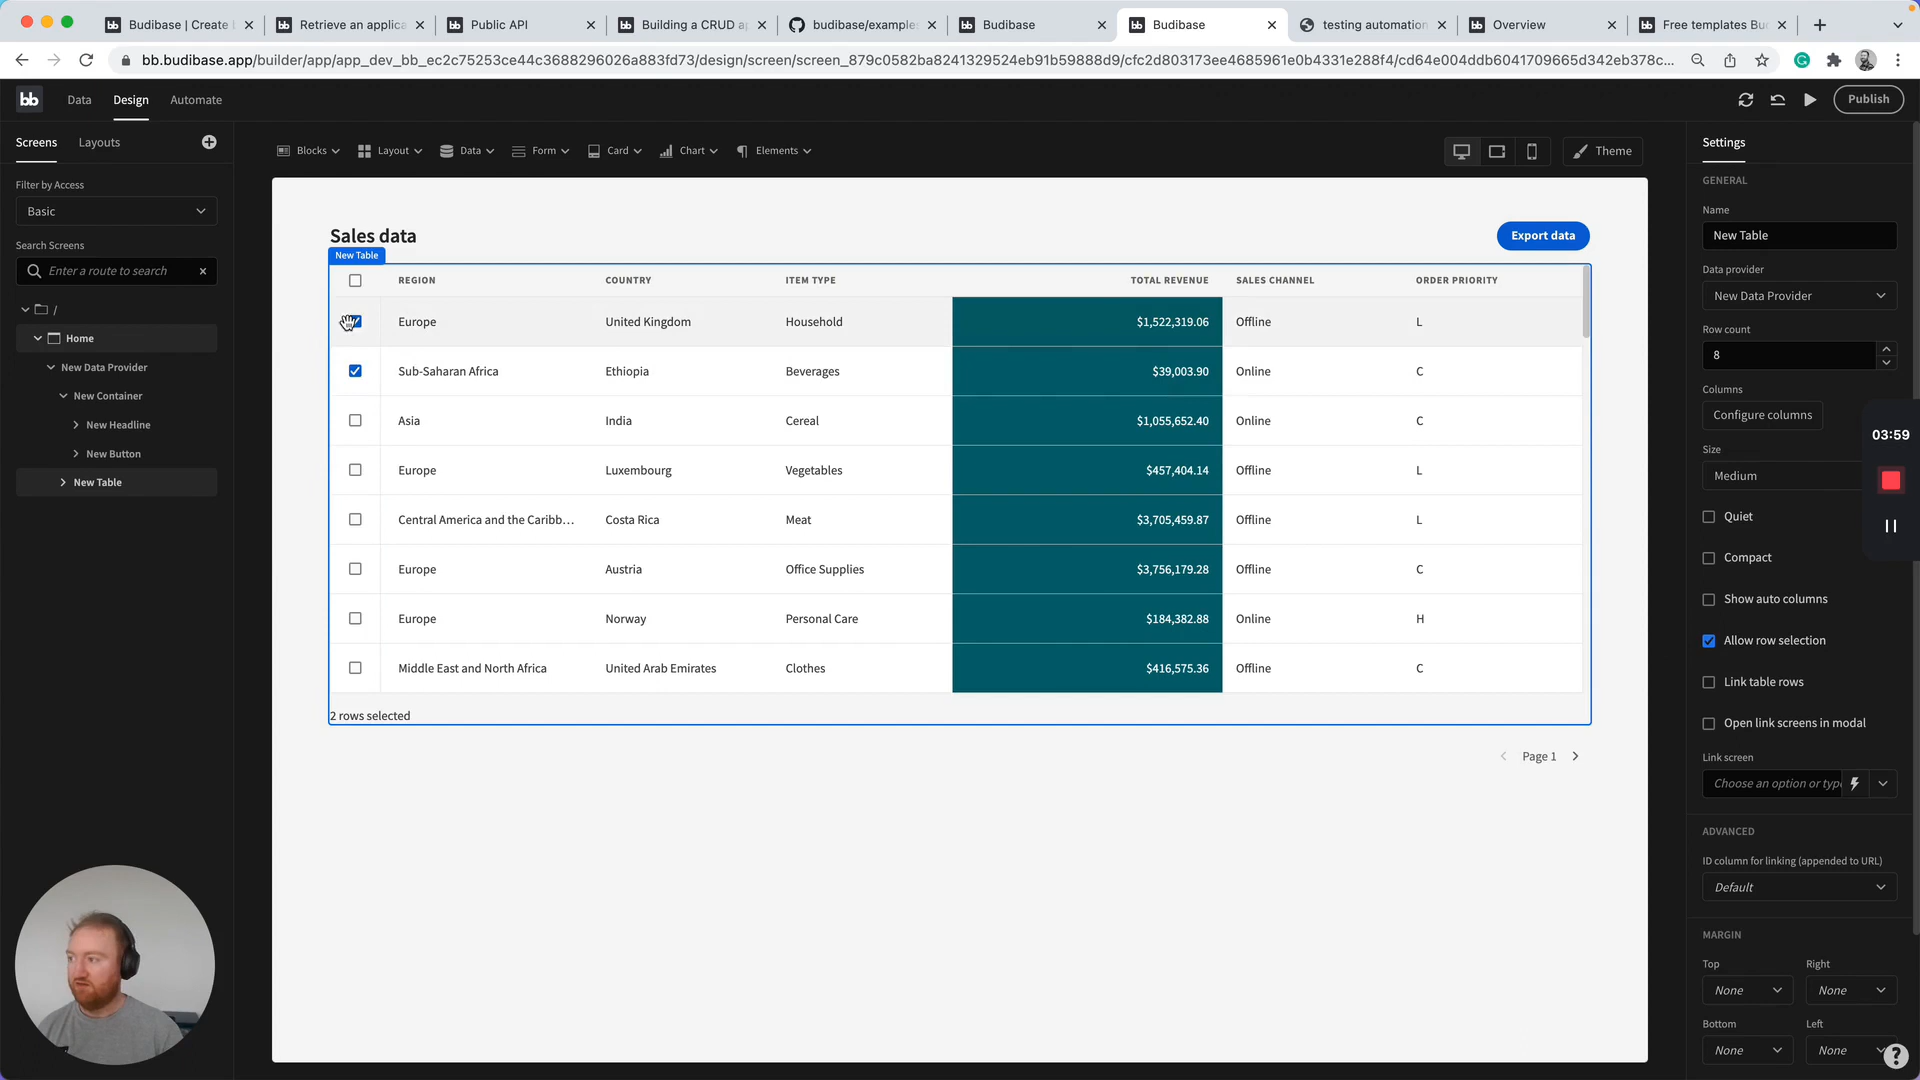 bb Budibase | Create
bb Retrieve an applica
bb Public API
bb Building a CRUD ap
budibase/examples
bb Budibase
bb Budibase
testing automation
bb Overview
bb Free templates Bu
bb.budibase.app/builder/app/app_dev_bb_ec2c75253ce44c3688296026a883fd73/design/screen/screen_879c0582ba8241329524eb91b59888d9/cfc2d803173ee4685961e0b4331e288f4/cd64e004ddb6041709665d342eb378c...
bb Data Design Automate
Publish
Screens Layouts
Filter by Access
Basic
Search Screens
Enter a route to search
/
Home
New Data Provider
New Container
New Headline
New Button
New Table
Blocks Layout Data Form Card Chart Elements
Theme
Sales data
Export data
New Table
REGION COUNTRY ITEM TYPE TOTAL REVENUE SALES CHANNEL ORDER PRIORITY
Europe United Kingdom Household $1,522,319.06 Offline L
Sub-Saharan Africa Ethiopia Beverages $39,003.90 Online C
Asia India Cereal $1,055,652.40 Online C
Europe Luxembourg Vegetables $457,404.14 Offline L
Central America and the Caribb... Costa Rica Meat $3,705,459.87 Offline L
Europe Austria Office Supplies $3,756,179.28 Offline C
Europe Norway Personal Care $184,382.88 Online H
Middle East and North Africa United Arab Emirates Clothes $416,575.36 Offline C
2 rows selected
Page 1
Settings
GENERAL
Name
New Table
Data provider
New Data Provider
Row count
8
Columns
Configure columns
Size
Medium
Quiet
Compact
Show auto columns
Allow row selection
Link table rows
Open link screens in modal
Link screen
Choose an option or typ
ADVANCED
ID column for linking (appended to URL)
Default
MARGIN
Top Right
None None
Bottom Left
None None
03:59
?